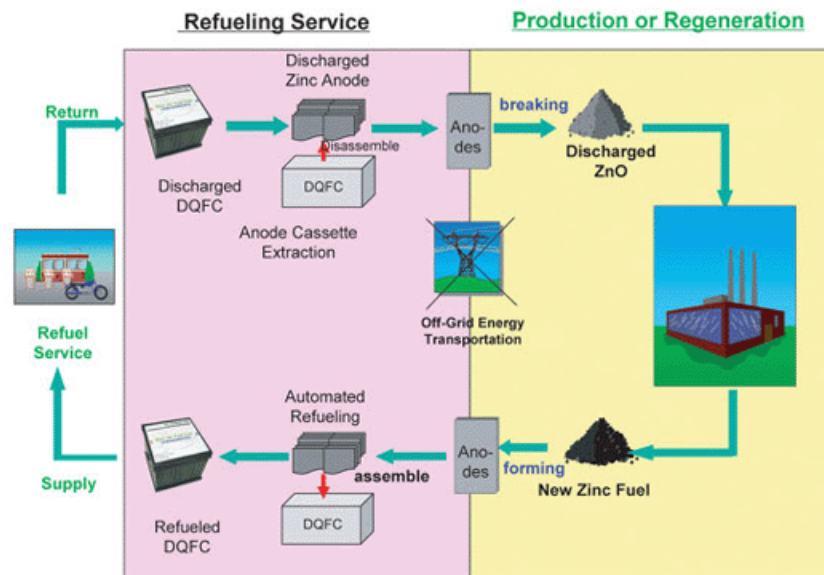 Refueling Service
Production or Regeneration
Discharged
Zinc Anode
Return
breaking
Ano-
des
Disassemble
DQFC
Discharged
DQFC
Discharged
ZnO
Anode Cassette
Extraction
Off-Grid Energy
Transportation
Refuel
Service
Automated
Refueling
Ano-
des
assemble
forming
New Zinc Fuel
Supply
DQFC
Refueled
DQFC